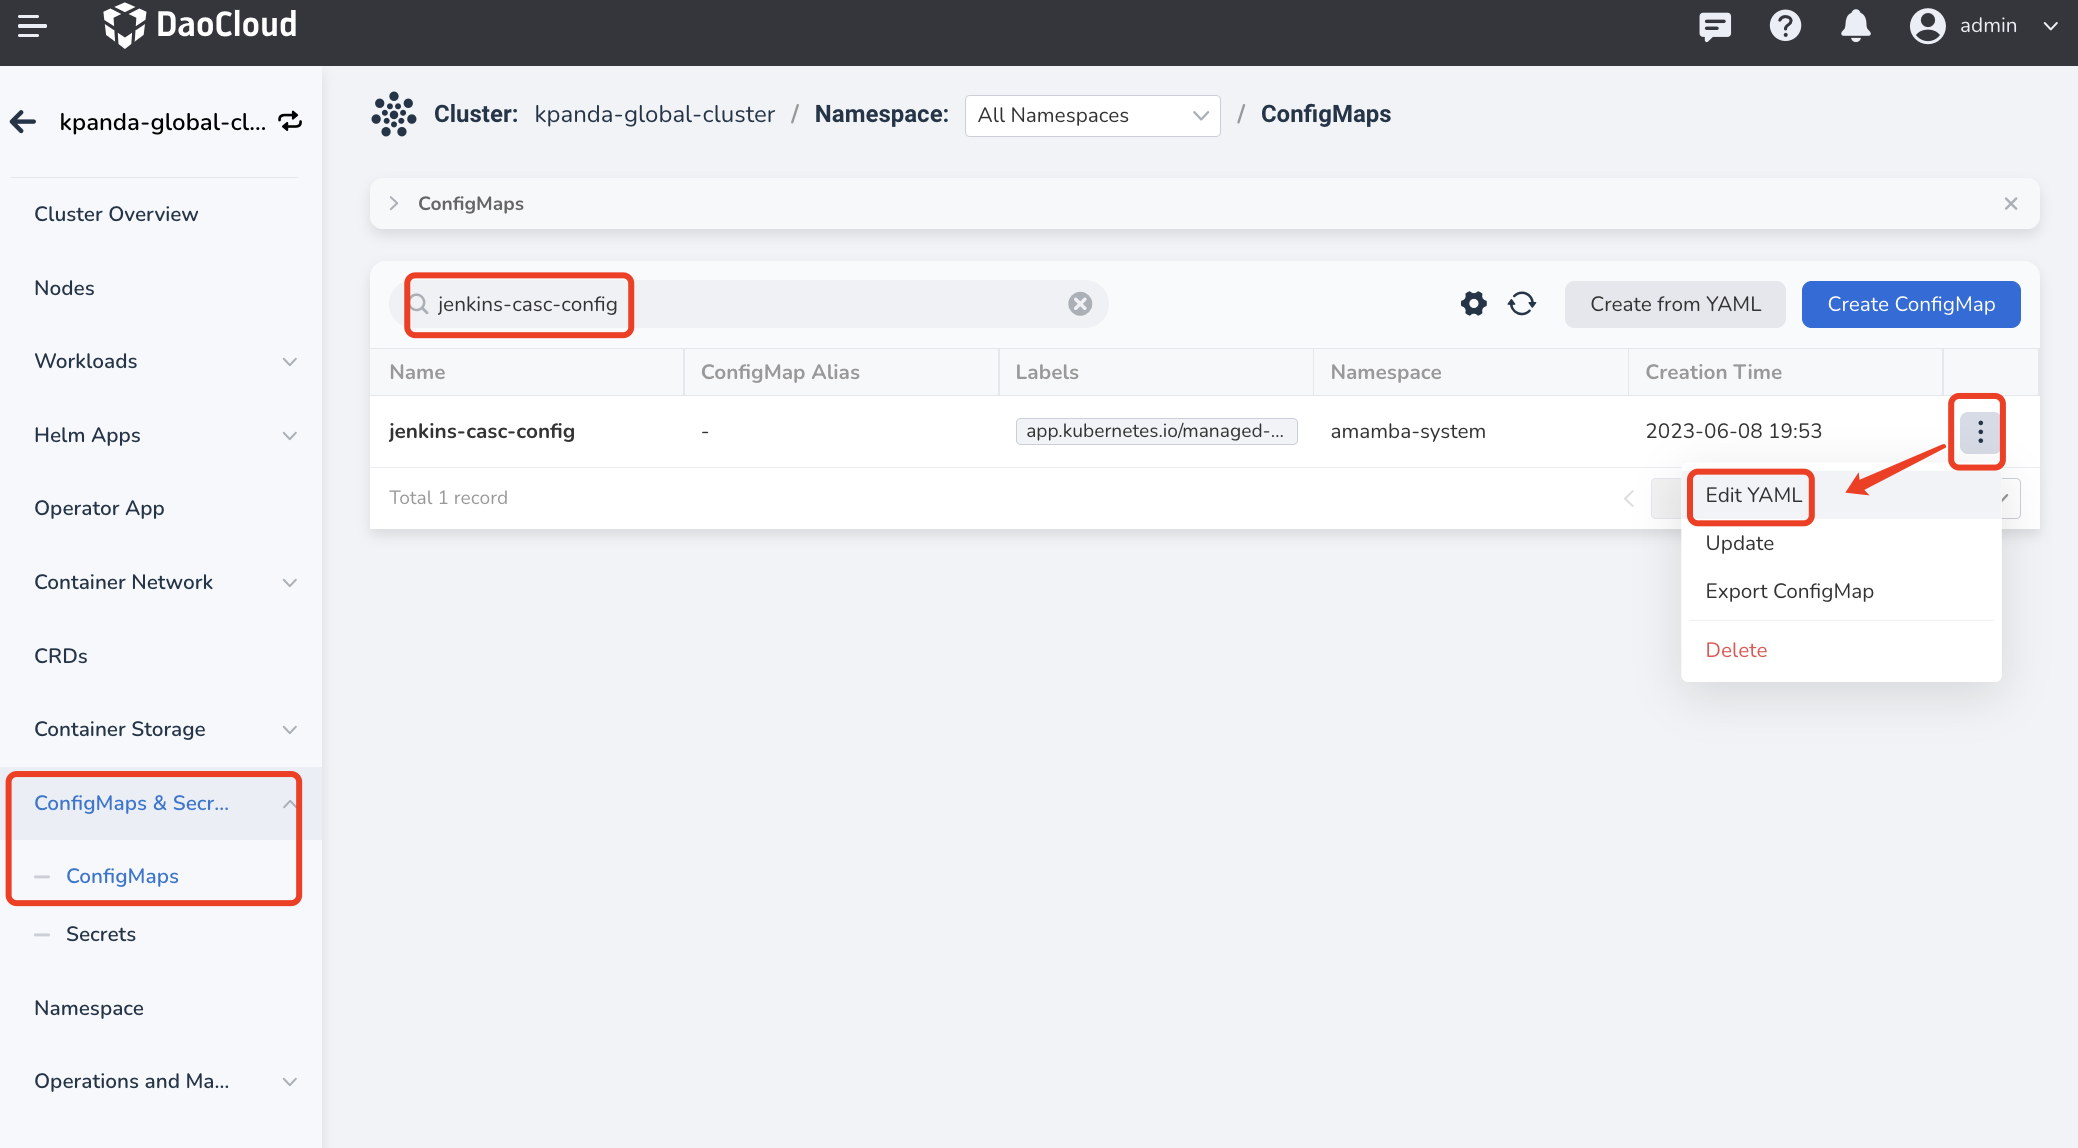 DaoCloud
admin
kpanda-global-cl...
Cluster: kpanda-global-cluster / Namespace: All Namespaces / ConfigMaps
Cluster Overview
Nodes
Workloads
Helm Apps
Operator App
Container Network
CRDs
Container Storage
ConfigMaps & Secr...
ConfigMaps
Secrets
Namespace
Operations and Ma...
ConfigMaps
jenkins-casc-config
Create from YAML
Create ConfigMap
Name ConfigMap Alias Labels Namespace Creation Time
jenkins-casc-config - app.kubernetes.io/managed-... amamba-system 2023-06-08 19:53
Total 1 record
Edit YAML
Update
Export ConfigMap
Delete